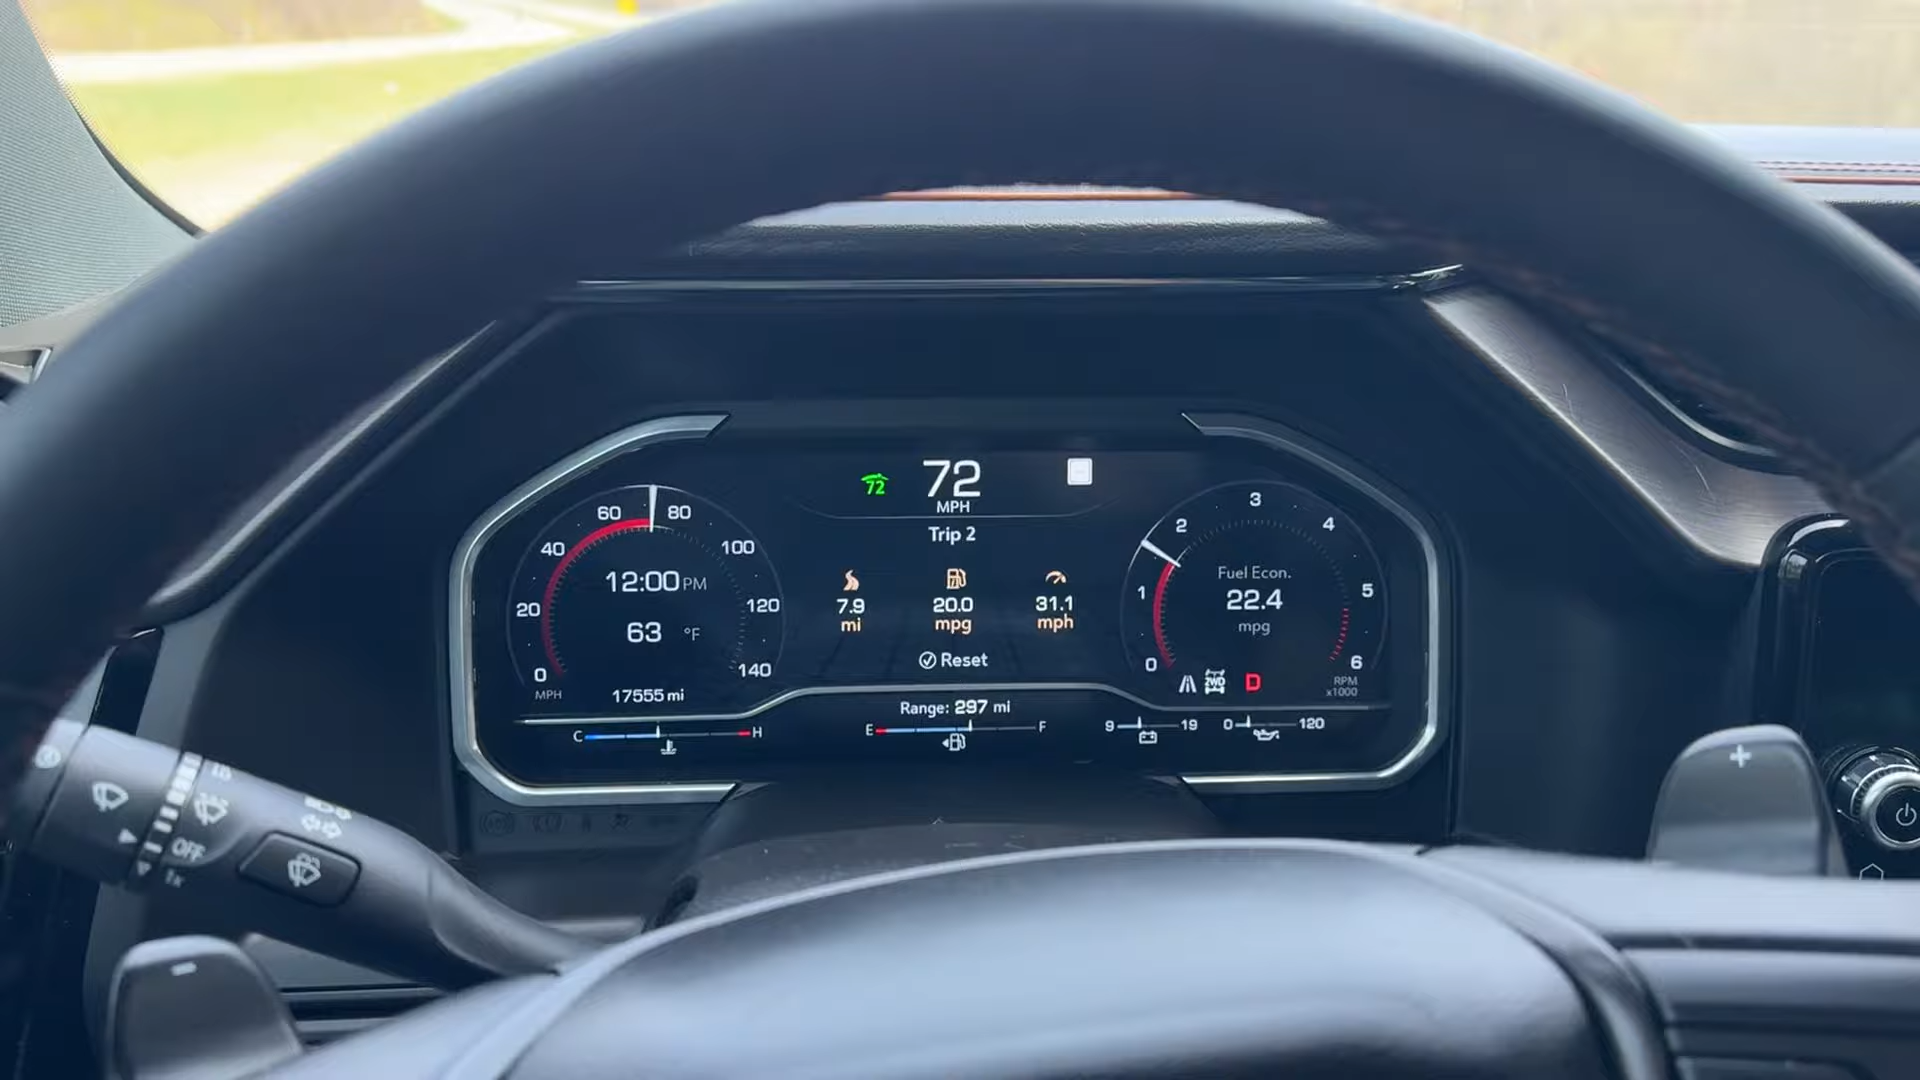 72
72
MPH
Trip 2
7.9
mi
20.0
mpg
31.1
mph
Reset
0
20
40
60
80
100
120
140
MPH
12:00 PM
63 °F
17555 mi
0
1
2
3
4
5
6
RPM
x1000
Fuel Econ.
22.4
mpg
2WD
D
Range: 297 mi
C H
E F
9 19
0 120
OFF
1x
+
-